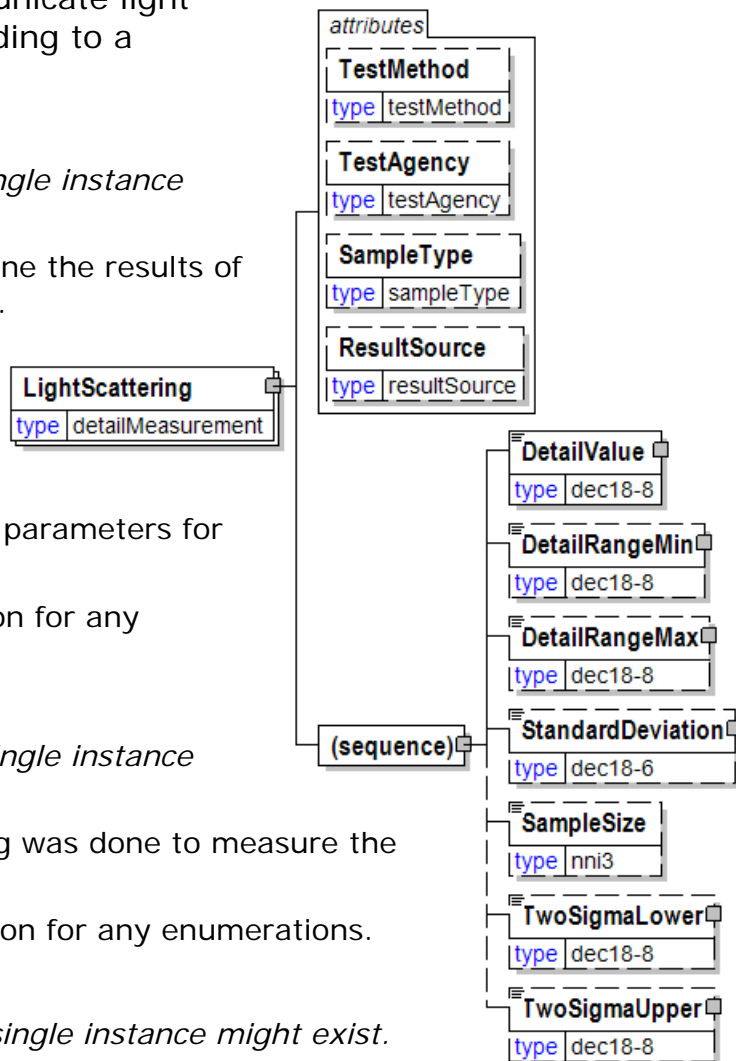 unicate light
ding to a
ngle instance
ne the results of
.
parameters for
on for any
ingle instance
g was done to measure the
on for any enumerations.
single instance might exist.
attributes
TestMethod
type testMethod
TestAgency
type testAgency
SampleType
type sampleType
ResultSource
type resultSource
LightScattering
type detailMeasurement
(sequence)
DetailValue
type dec18-8
DetailRangeMin
type dec18-8
DetailRangeMax
type dec18-8
StandardDeviation
type dec18-6
SampleSize
type nni3
TwoSigmaLower
type dec18-8
TwoSigmaUpper
type dec18-8